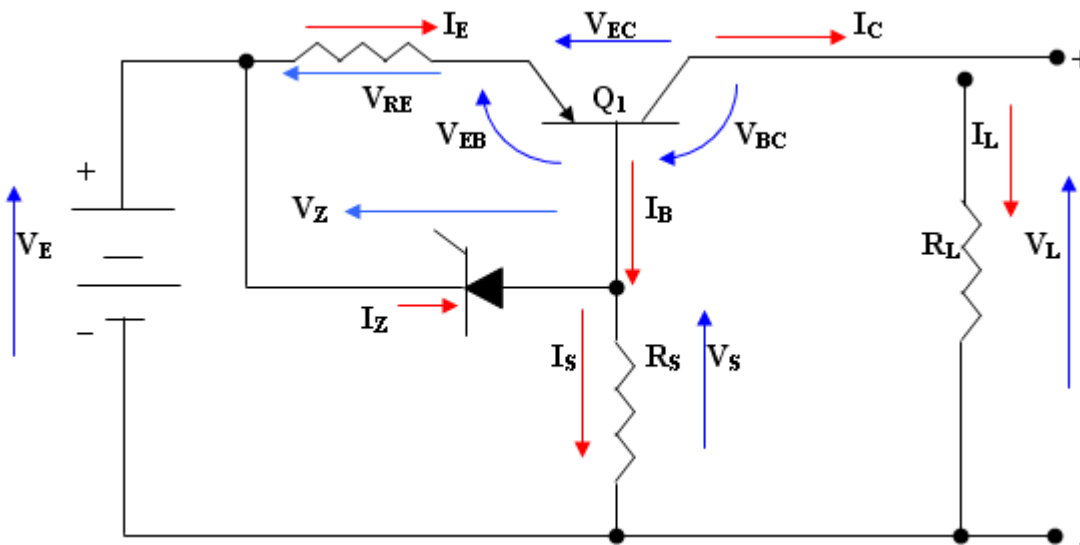 I_E V_EC I_C
+
V_RE Q_1
V_EB V_BC I_L
+
V_Z I_B
V_E R_L V_L
I_Z
− I_S R_S V_S
-